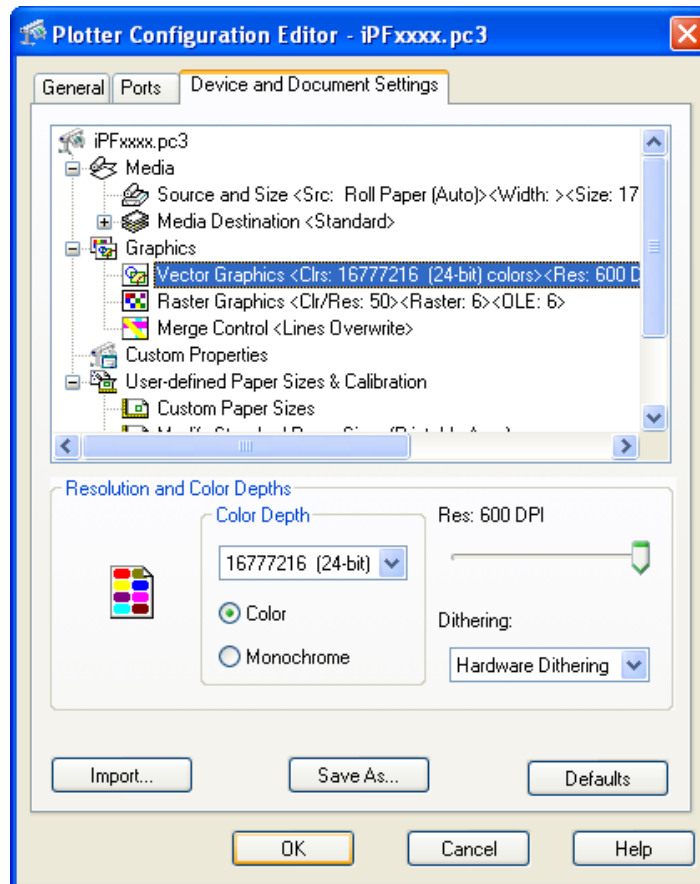 Plotter Configuration Editor - iPFxxxx.pc3
General Ports Device and Document Settings
iPFxxxx.pc3
Media
Source and Size <Src: Roll Paper (Auto)><Width: ><Size: 17
Media Destination <Standard>
Graphics
Vector Graphics <Clrs: 16777216 (24-bit) colors><Res: 600 D
Raster Graphics <Clr/Res: 50><Raster: 6><OLE: 6>
Merge Control <Lines Overwrite>
Custom Properties
User-defined Paper Sizes & Calibration
Custom Paper Sizes
Resolution and Color Depths
Color Depth
Res: 600 DPI
16777216 (24-bit)
Color
Dithering:
Monochrome
Hardware Dithering
Import... Save As... Defaults
OK Cancel Help